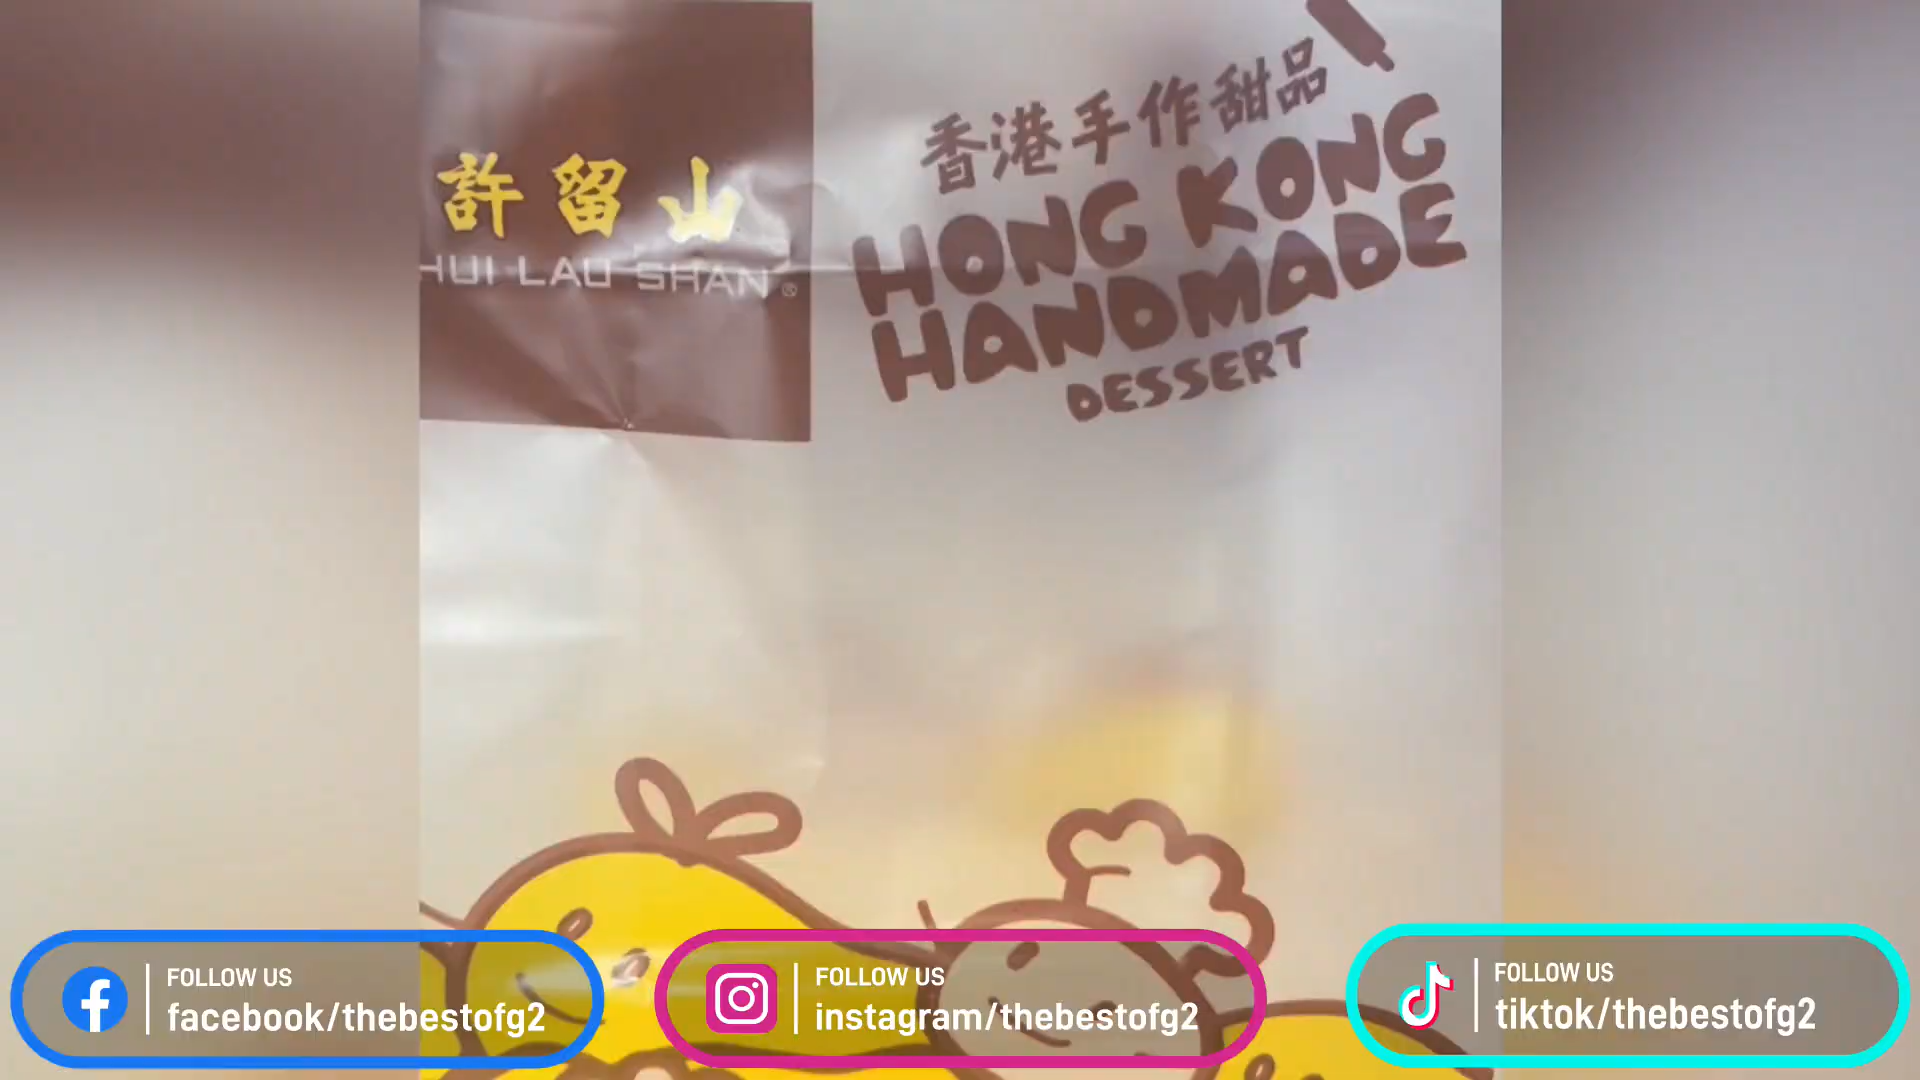 許留山
HUI LAU SHAN®
香港手作甜品
HONG KONG
HANDMADE
DESSERT
FOLLOW US
facebook/thebestofg2
FOLLOW US
instagram/thebestofg2
FOLLOW US
tiktok/thebestofg2